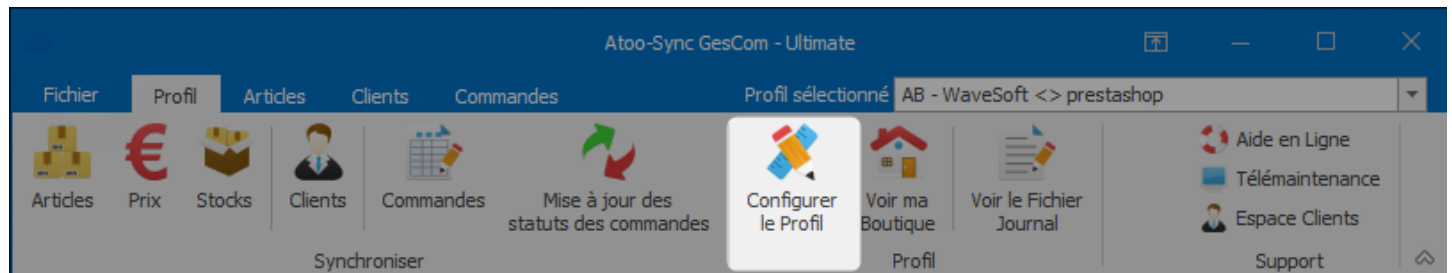 Atoo-Sync GesCom - Ultimate
Fichier Profil Articles Clients Commandes Profil sélectionné AB - WaveSoft <> prestashop
Articles Prix Stocks Clients Commandes Mise à jour des statuts des commandes Configurer le Profil Voir ma Boutique Voir le Fichier Journal
Aide en Ligne
Télémaintenance
Espace Clients
Synchroniser Profil Support